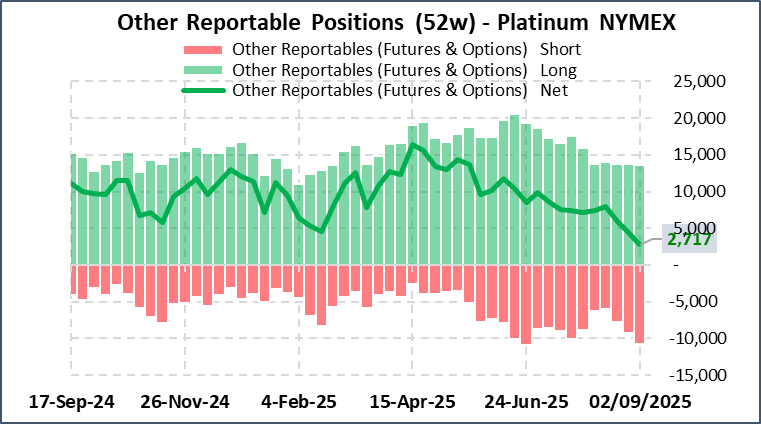 Other Reportable Positions (52w) - Platinum NYMEX
Other Reportables (Futures & Options) Short
Other Reportables (Futures & Options) Long
Other Reportables (Futures & Options) Net
25,000
20,000
15,000
10,000
5,000
2,717
-
-5,000
-10,000
-15,000
17-Sep-24 26-Nov-24 4-Feb-25 15-Apr-25 24-Jun-25 02/09/2025